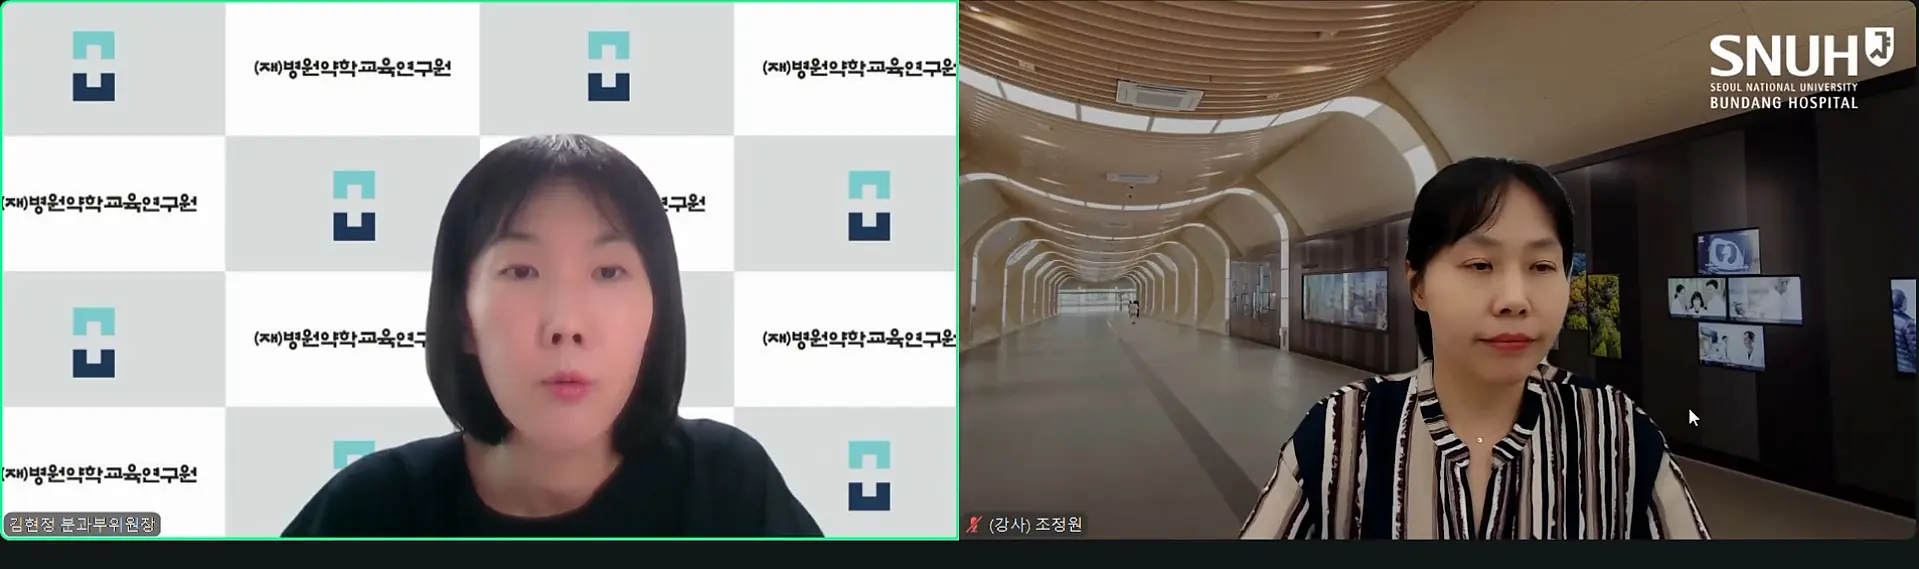 (재)병원약학교육연구원
(재)병원약학교육연구원
(재)병원약학교육연구원
구원
(재)병원약학교육연구
(재)병원약학교육연구원
(재)병원약학교육연구원
김현정 분과부위원장
SNUH
SEOUL NATIONAL UNIVERSITY
BUNDANG HOSPITAL
(강사) 조정원